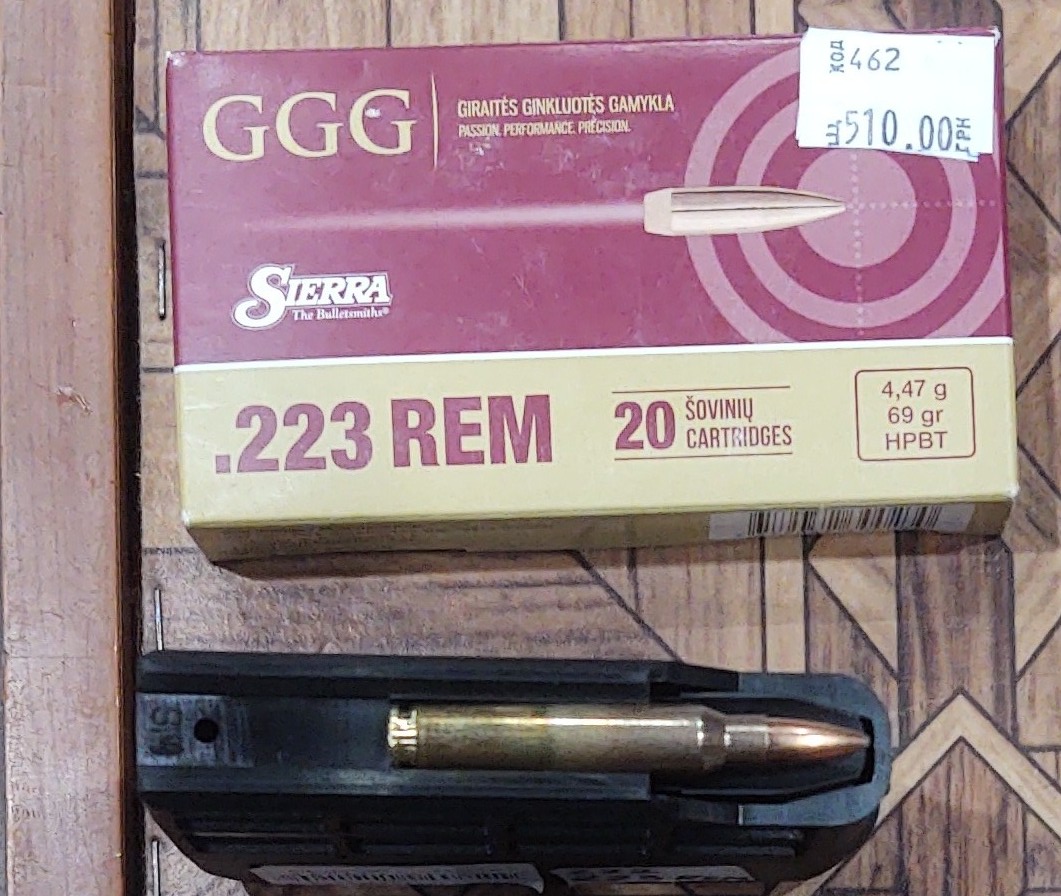 код 462
510.00 ГРН
GGG
GIRAITĖS GINKLUOTĖS GAMYKLA
PASSION. PERFORMANCE. PRECISION.
SIERRA
The Bulletsmiths®
.223 REM
20 ŠOVINIŲ
CARTRIDGES
4,47 g
69 gr
HPBT